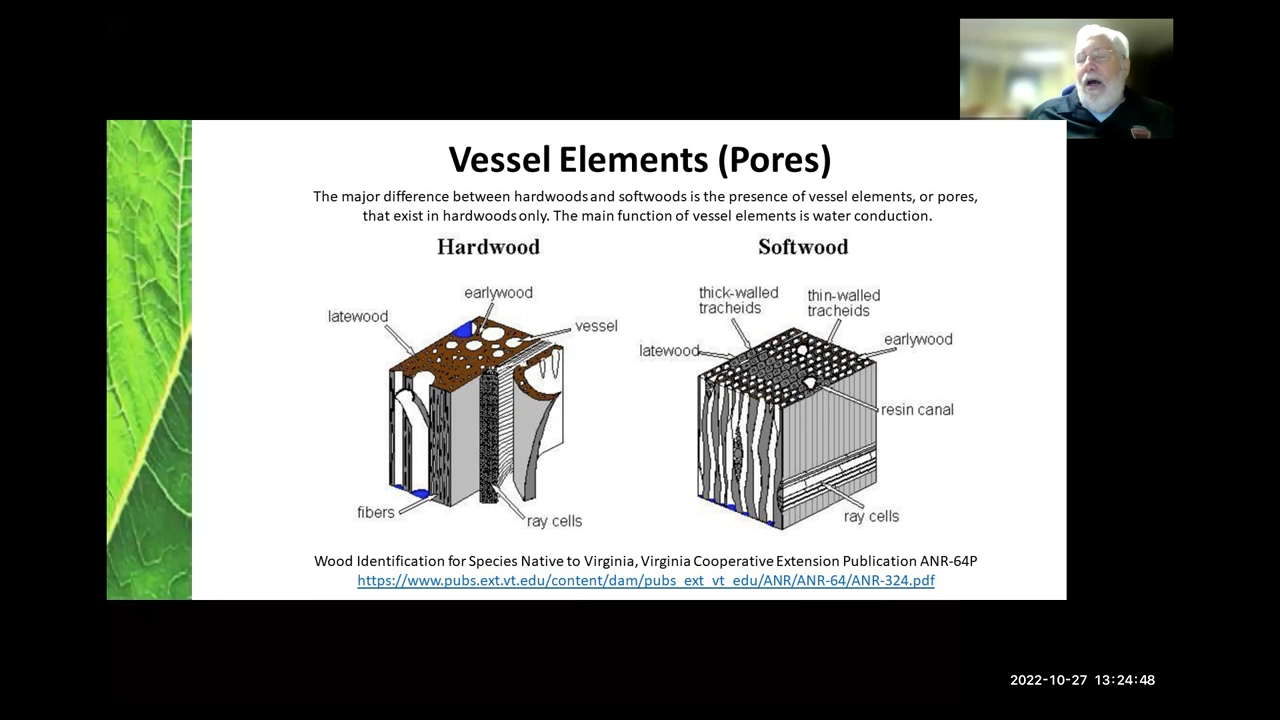 Vessel Elements (Pores)
The major difference between hardwoods and softwoods is the presence of vessel elements, or pores,
that exist in hardwoods only. The main function of vessel elements is water conduction.
Hardwood
Softwood
earlywood
latewood
vessel
fibers
ray cells
thick-walled
tracheids
thin-walled
tracheids
latewood
earlywood
resin canal
ray cells
Wood Identification for Species Native to Virginia, Virginia Cooperative Extension Publication ANR-64P
https://www.pubs.ext.vt.edu/content/dam/pubs_ext_vt_edu/ANR/ANR-64/ANR-324.pdf
2022-10-27 13:24:48